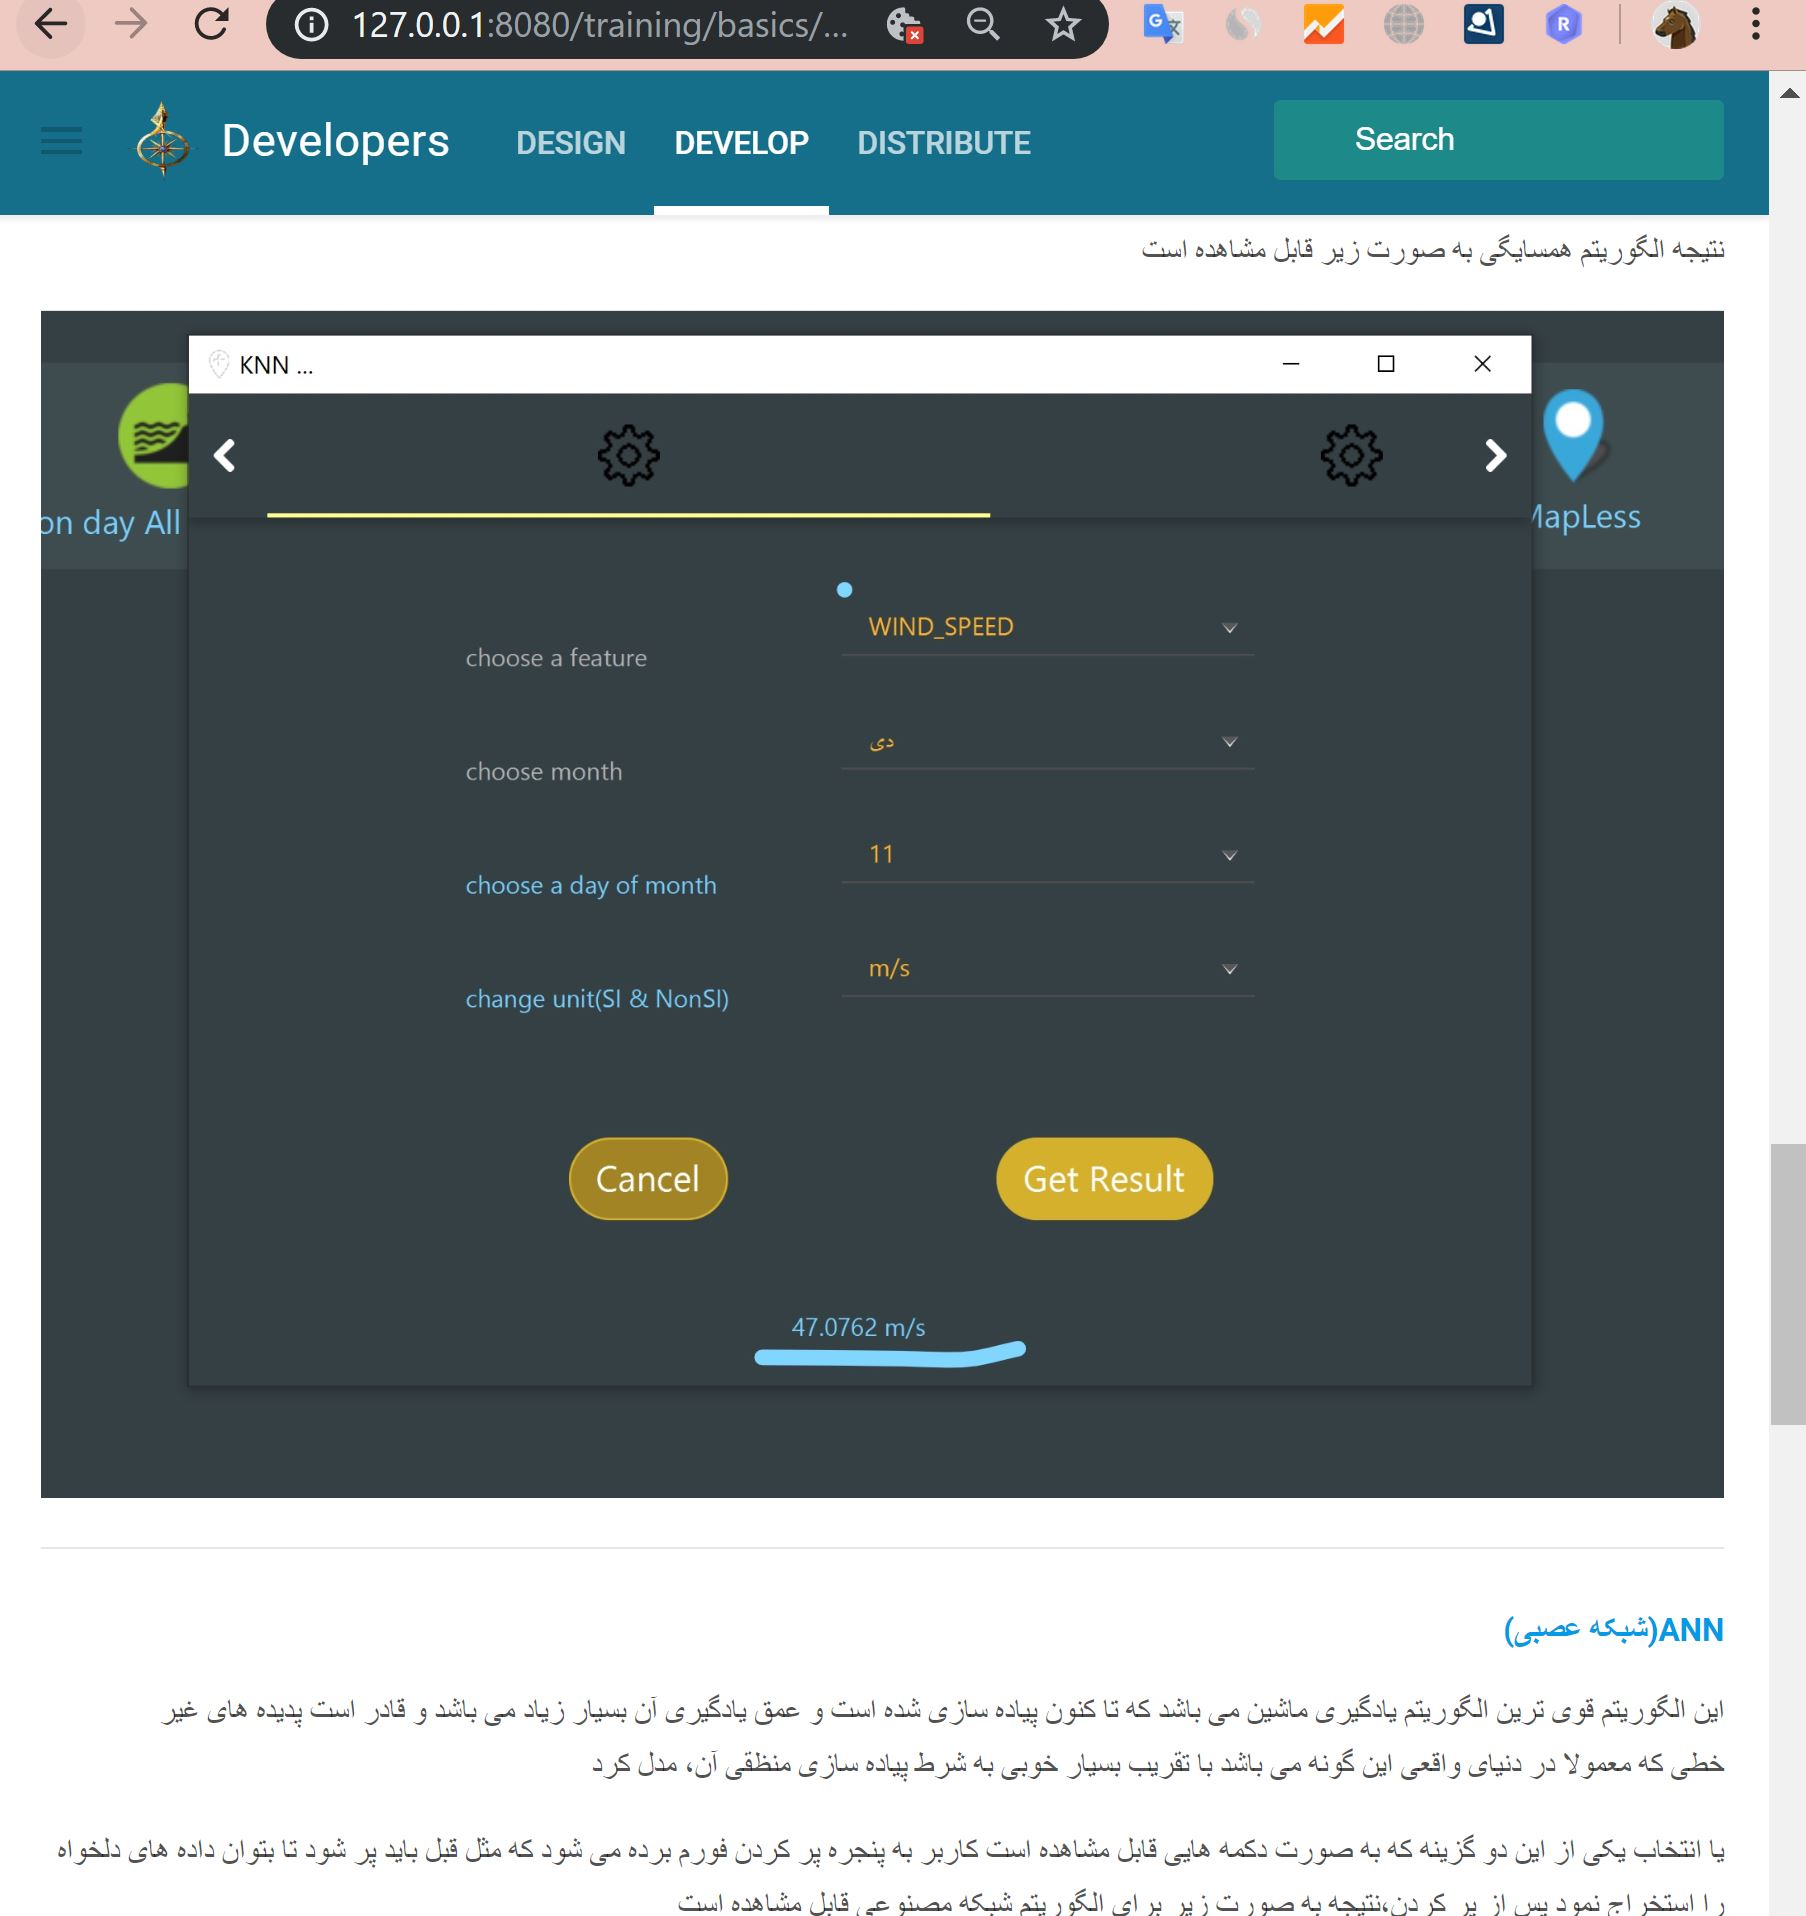 127.0.0.1:8080/training/basics/...
Developers DESIGN DEVELOP DISTRIBUTE Search
نتیجه الگوریتم همسایگی به صورت زیر قابل مشاهده است
KNN ...
on day All
MapLess
WIND_SPEED
choose a feature
دی
choose month
11
choose a day of month
m/s
change unit(SI & NonSI)
Cancel Get Result
47.0762 m/s
ANN(شبکه عصبی)
این الگوریتم قوی ترین الگوریتم یادگیری ماشین می باشد که تا کنون پیاده سازی شده است و عمق یادگیری آن بسیار زیاد می باشد و قادر است پدیده های غیر
خطی که معمولا در دنیای واقعی این گونه می باشد با تقریب بسیار خوبی به شرط پیاده سازی منظقی آن، مدل کرد
یا انتخاب یکی از این دو گزینه که به صورت دکمه هایی قابل مشاهده است کاربر به پنجره پر کردن فورم برده می شود که مثل قبل باید پر شود تا بتوان داده های دلخواه
را استخراج نمود پس از پر کردن،نتیجه به صورت زیر برای الگوریتم شبکه مصنوعی قابل مشاهده است